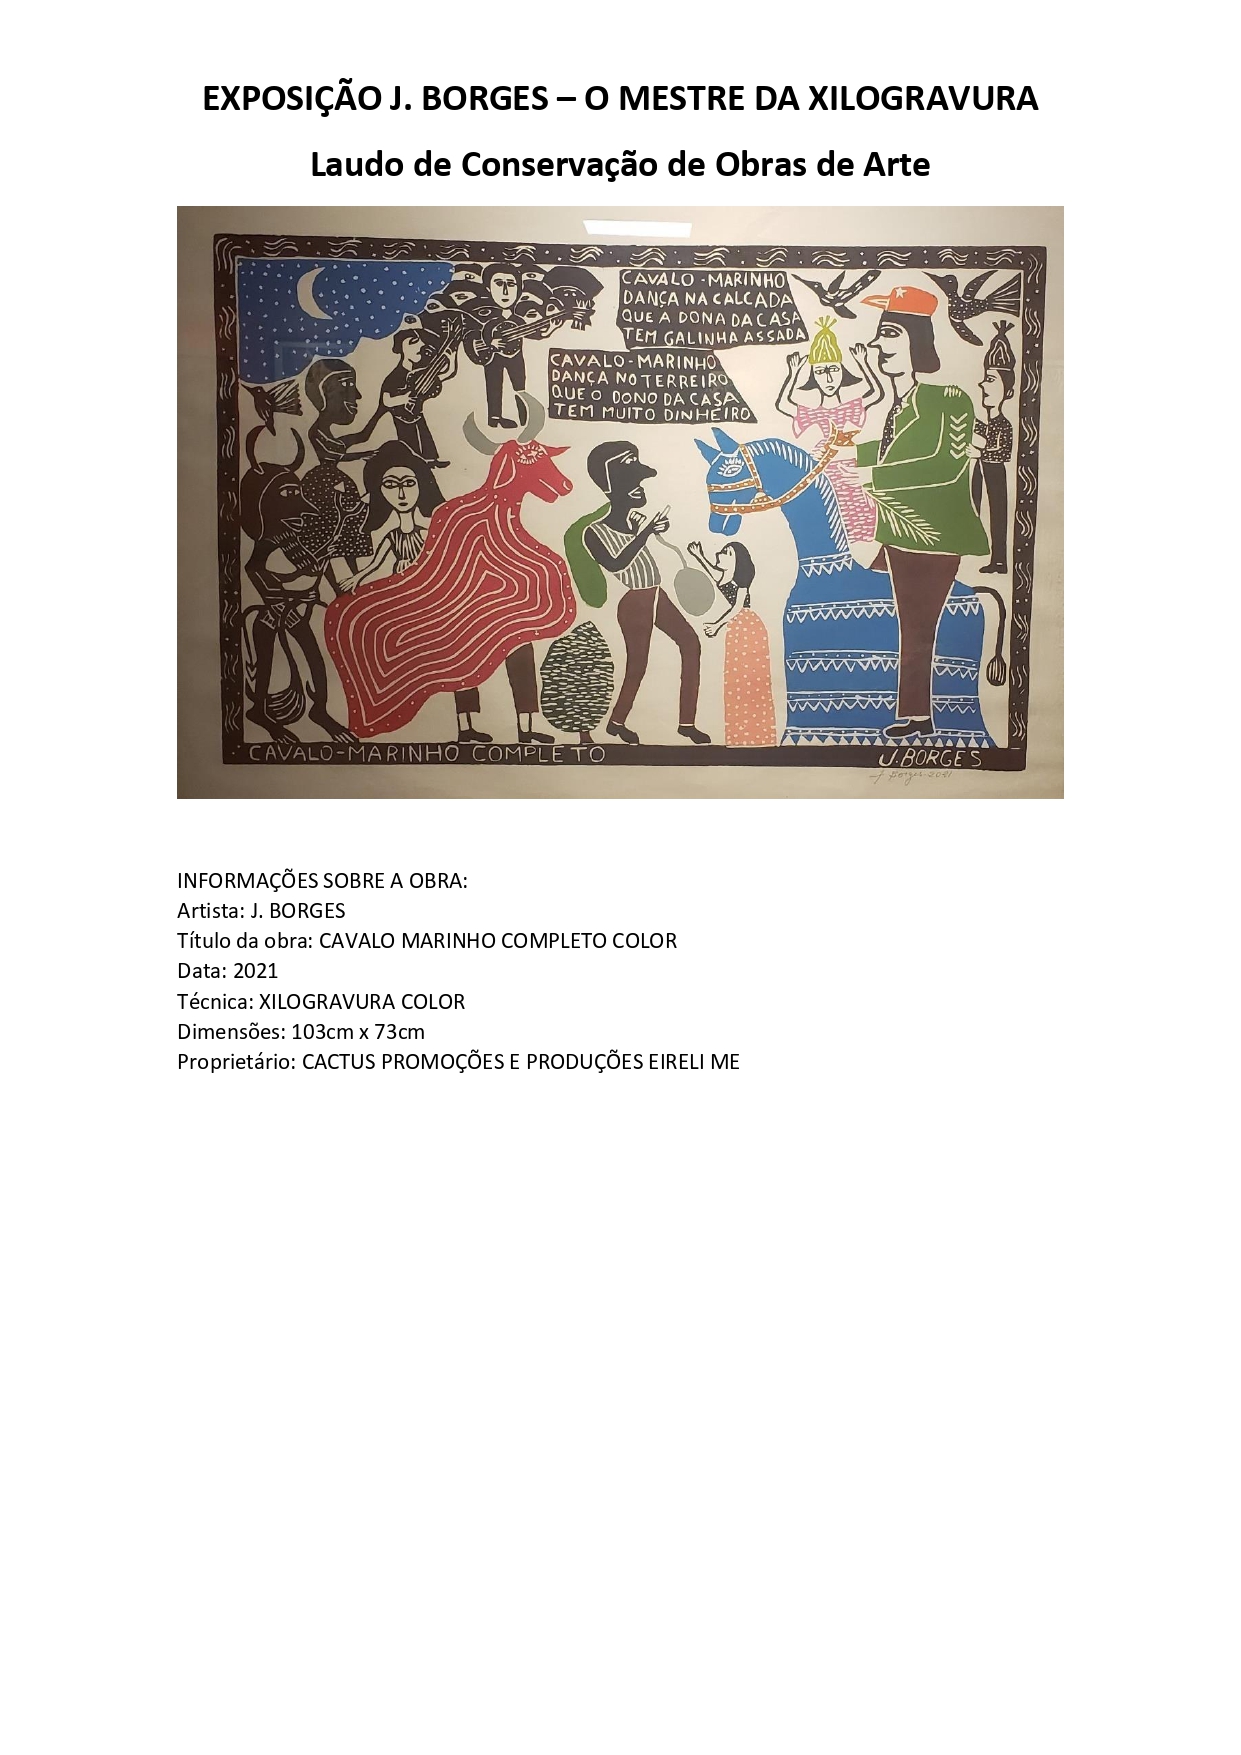 EXPOSIÇÃO J. BORGES – O MESTRE DA XILOGRAVURA
Laudo de Conservação de Obras de Arte
CAVALO-MARINHO
DANÇA NA CALCADA
QUE A DONA DA CASA
TEM GALINHA ASSADA
CAVALO-MARINHO
DANÇA NO TERREIRO
QUE O DONO DA CASA
TEM MUITO DINHEIRO
CAVALO-MARINHO COMPLETO
J.BORGES
J Borges 2021
INFORMAÇÕES SOBRE A OBRA:
Artista: J. BORGES
Título da obra: CAVALO MARINHO COMPLETO COLOR
Data: 2021
Técnica: XILOGRAVURA COLOR
Dimensões: 103cm x 73cm
Proprietário: CACTUS PROMOÇÕES E PRODUÇÕES EIRELI ME